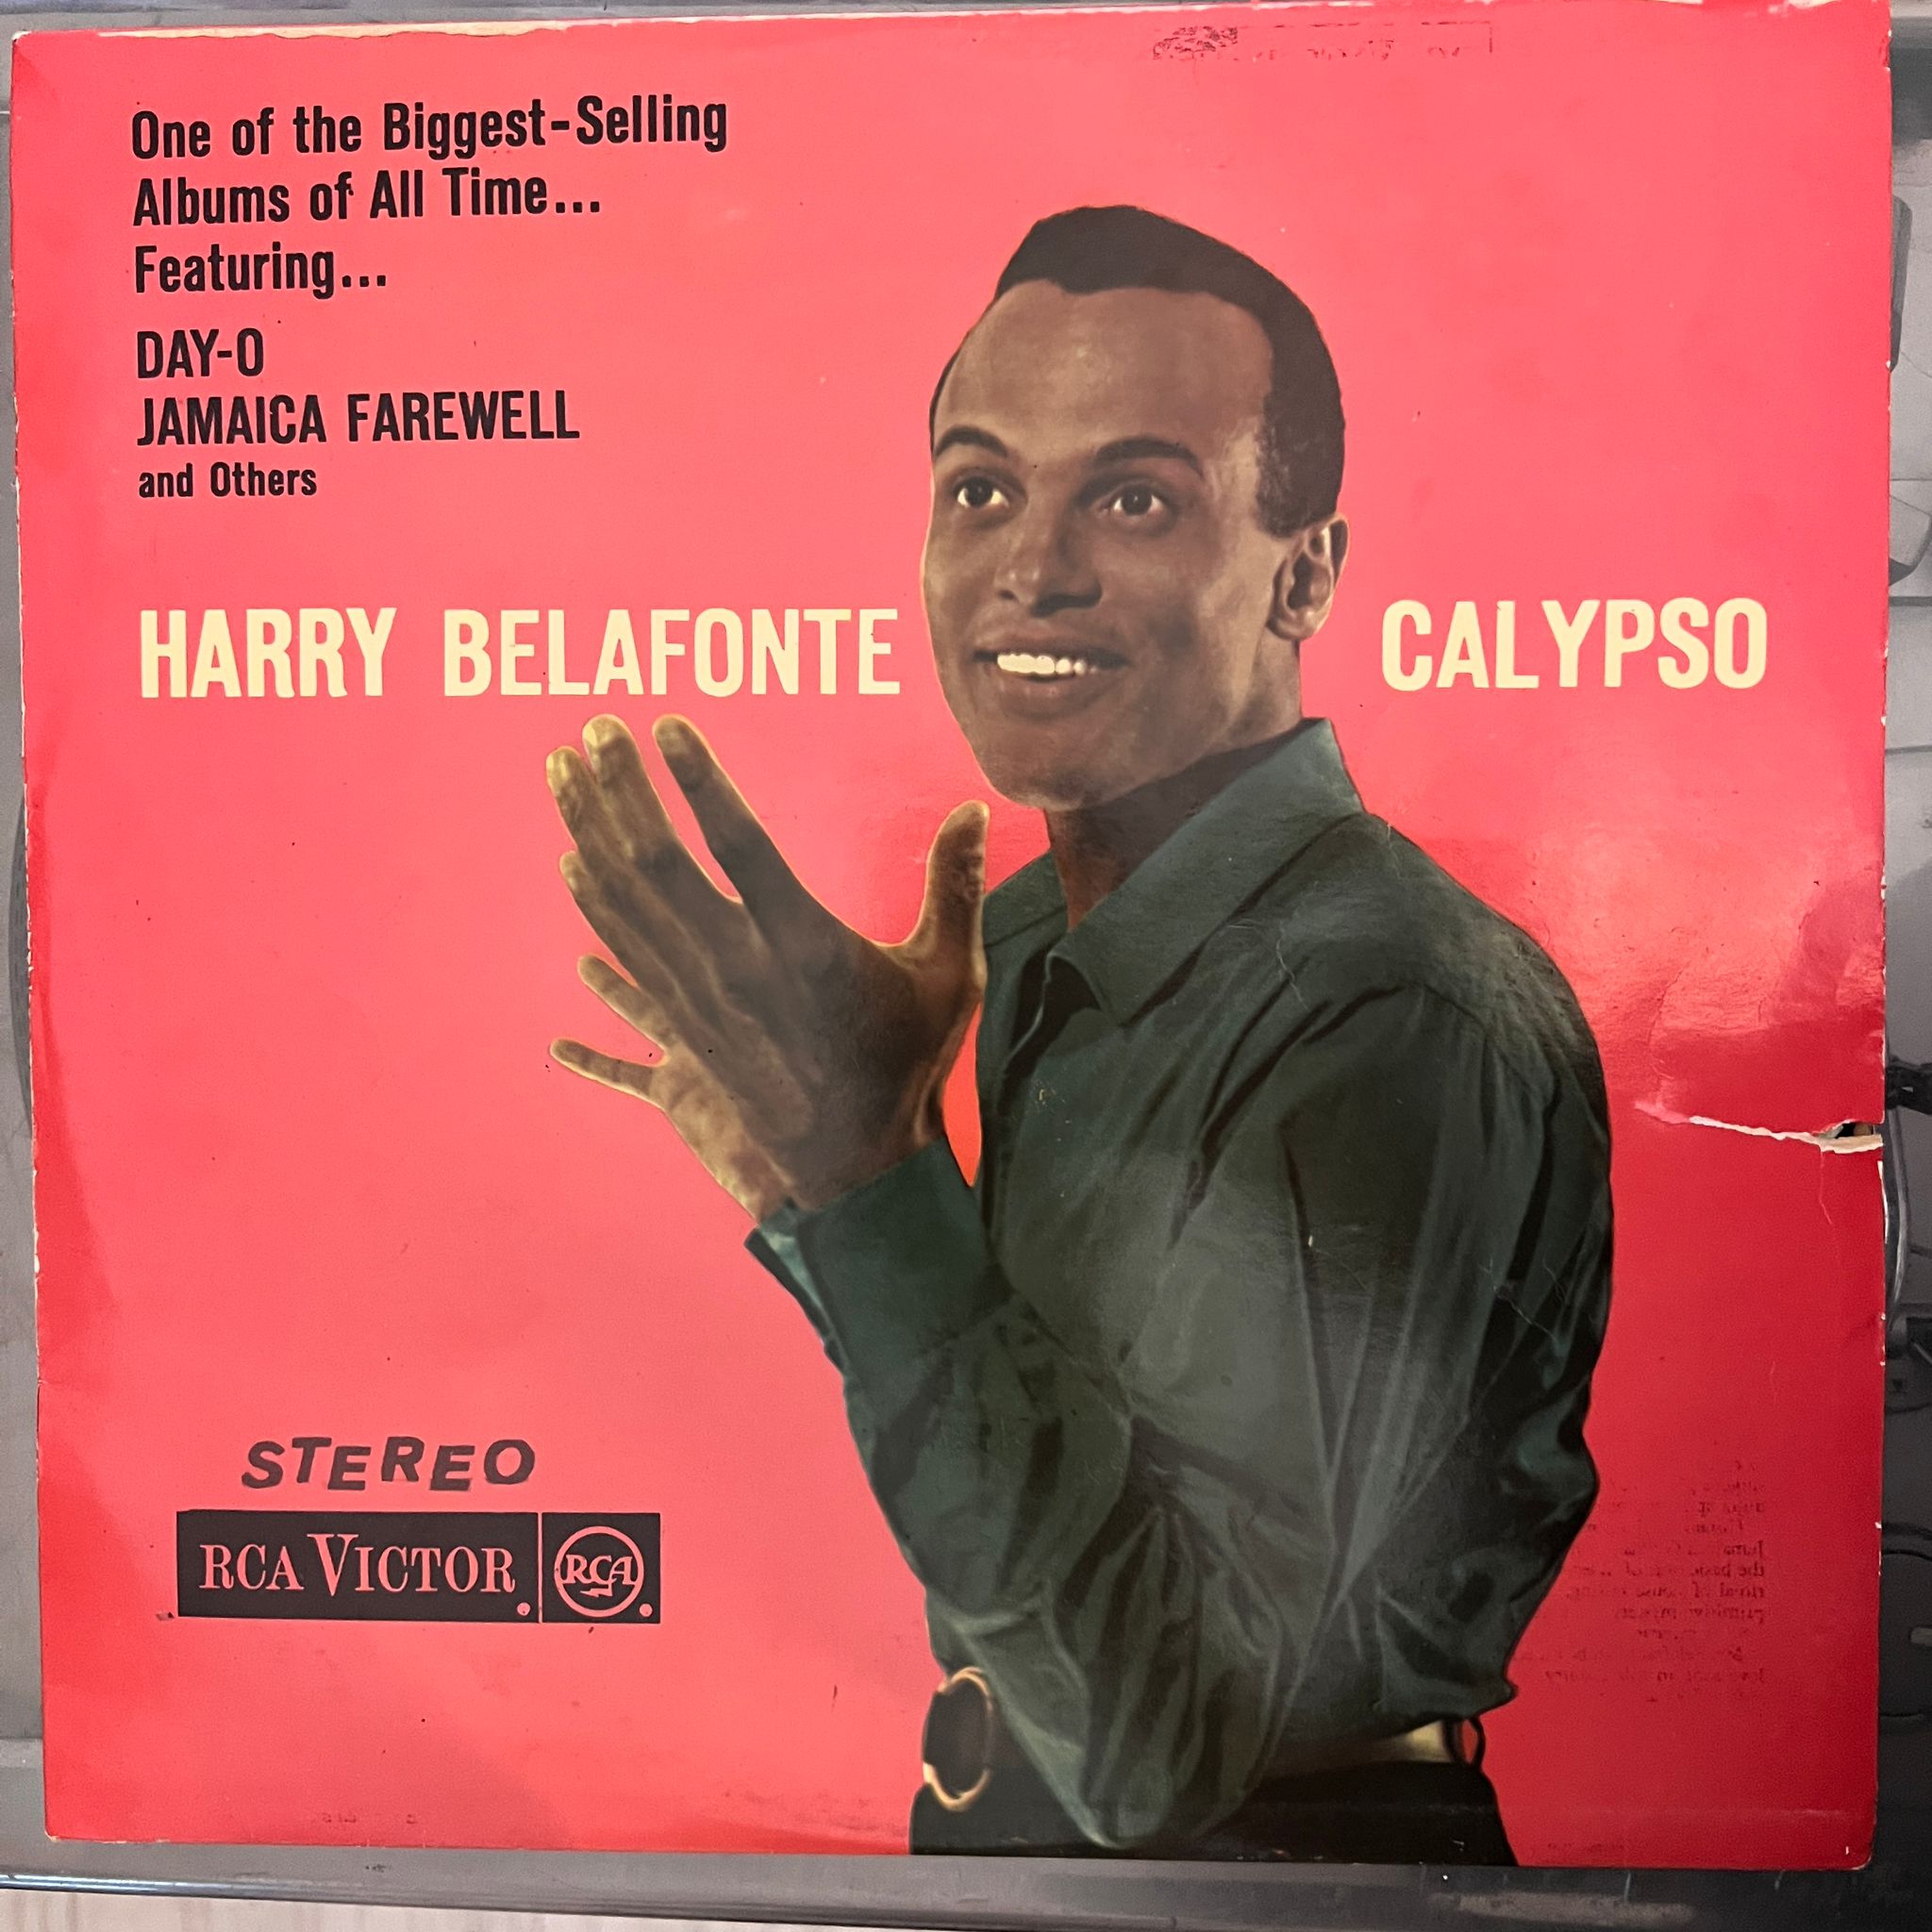 One of the Biggest-Selling
Albums of All Time...
Featuring...
DAY-O
JAMAICA FAREWELL
and Others
HARRY BELAFONTE CALYPSO
STEREO
RCA VICTOR RCA